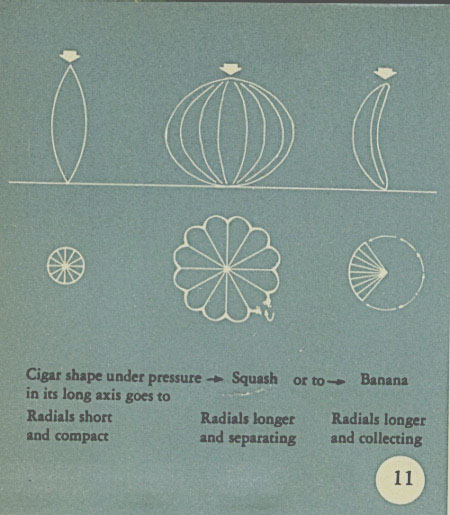 Cigar shape under pressure → Squash or to → Banana
in its long axis goes to
Radials short
and compact
Radials longer
and separating
Radials longer
and collecting
11